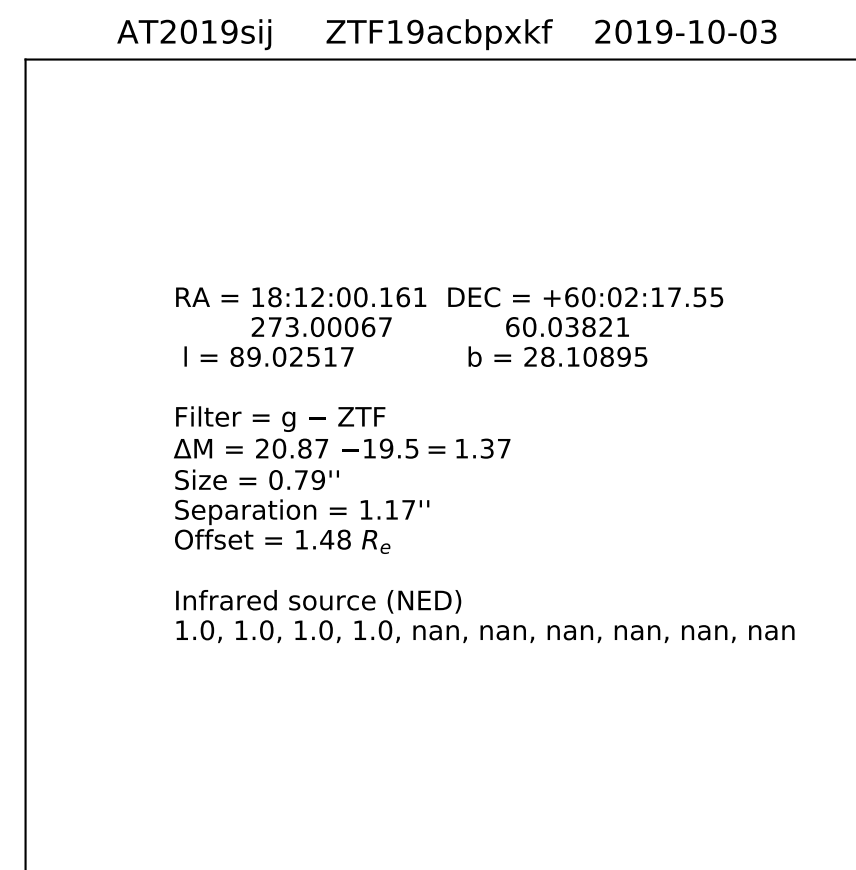 AT2019sij ZTF19acbpxkf 2019-10-03
RA = 18:12:00.161 DEC = +60:02:17.55
273.00067 60.03821
l = 89.02517 b = 28.10895
Filter = g − ZTF
ΔM = 20.87 −19.5 = 1.37
Size = 0.79''
Separation = 1.17''
Offset = 1.48 Re
Infrared source (NED)
1.0, 1.0, 1.0, 1.0, nan, nan, nan, nan, nan, nan